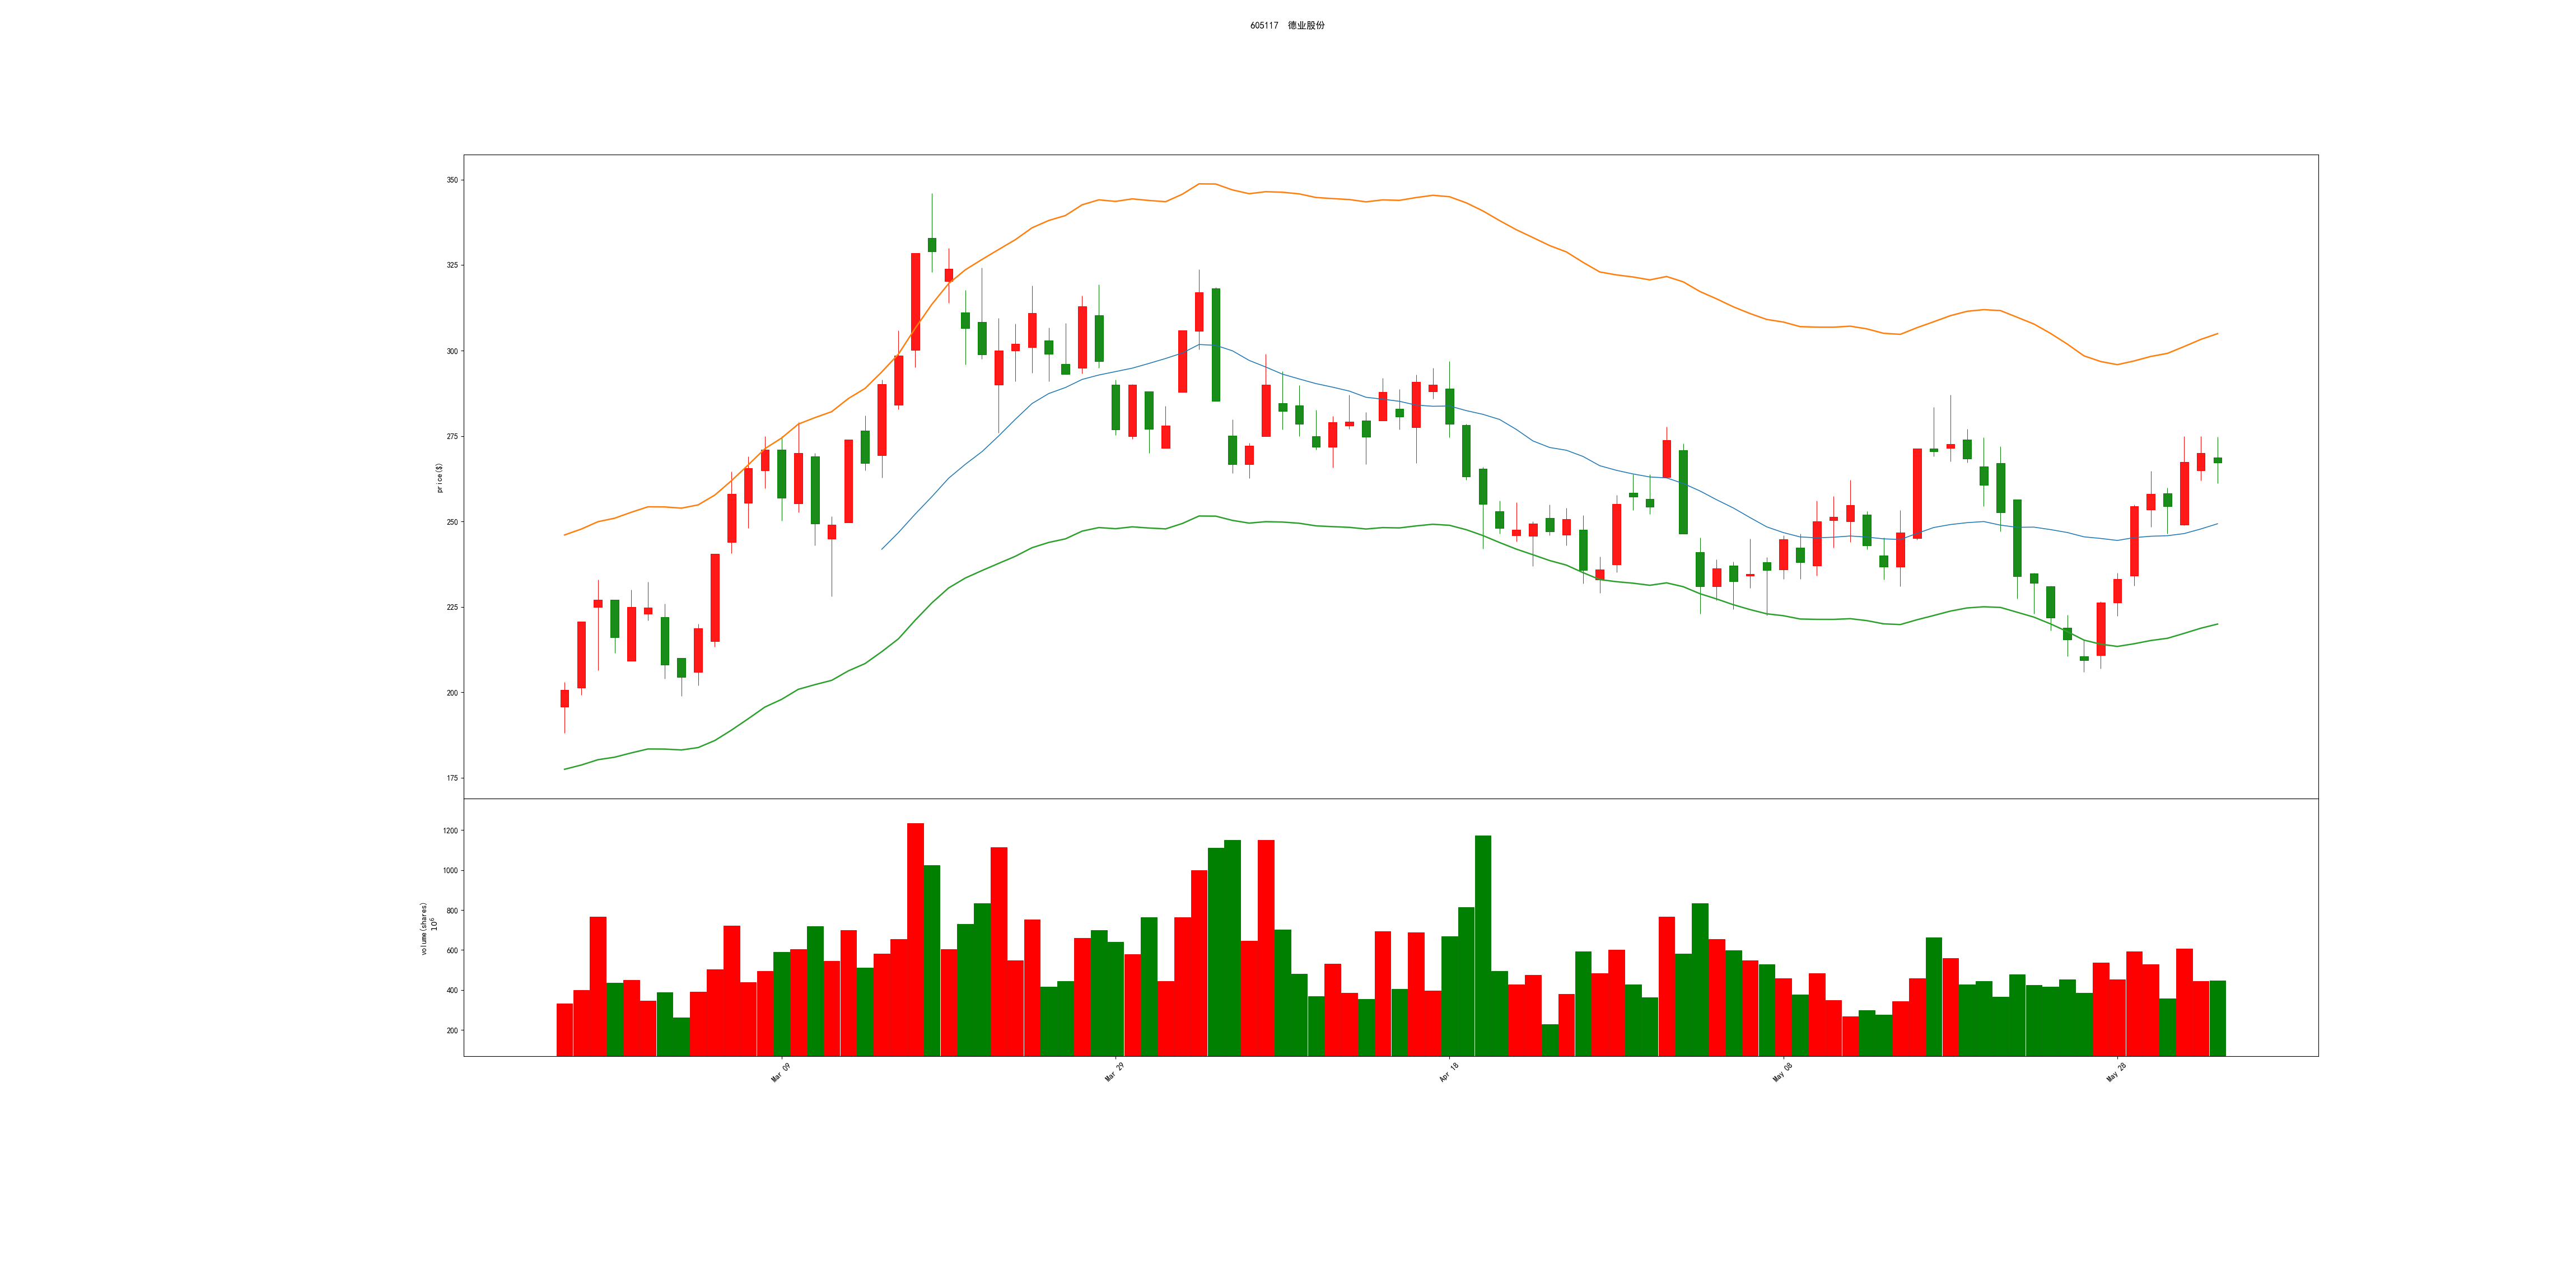 605117 德业股份
350
325
300
275
250
225
200
175
price($)
1200
1000
800
600
400
200
volume(shares)
10^6
Mar 09
Mar 29
Apr 18
May 08
May 28